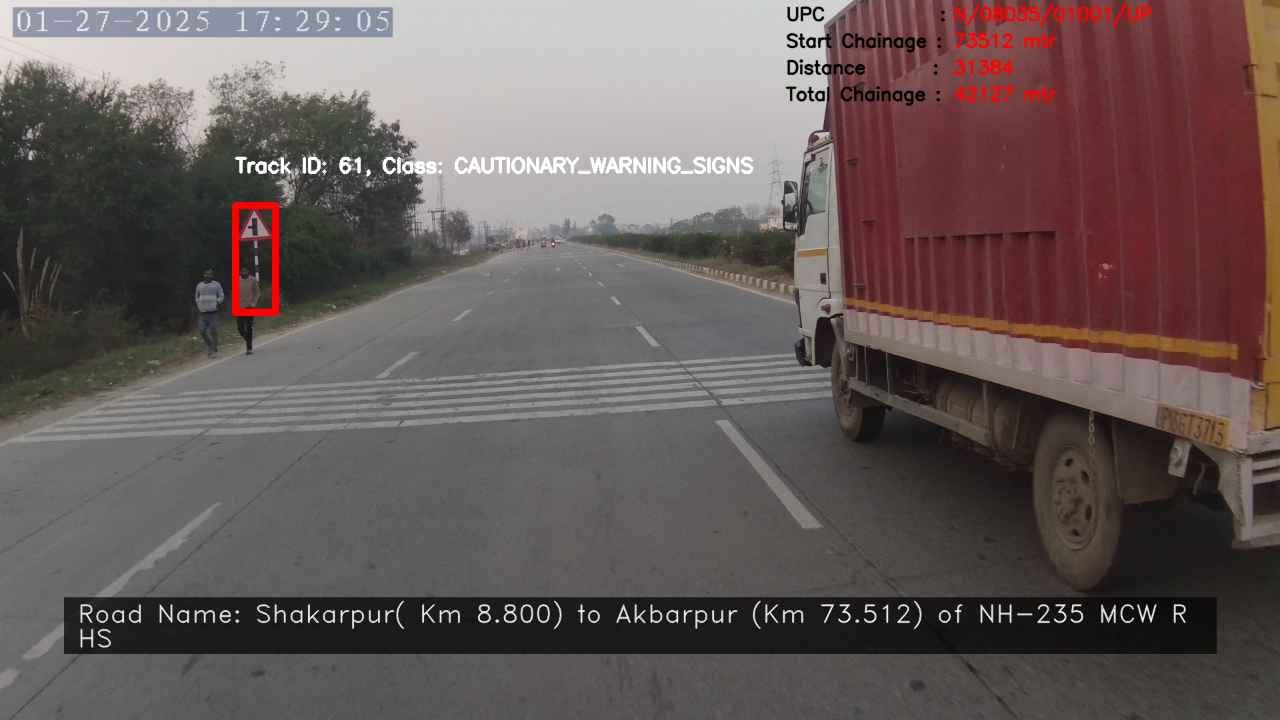 01-27-2025 17:29:05
UPC : N/08035/01001/UP
Start Chainage : 73512 mtr
Distance : 31384
Total Chainage : 42127 mtr
Track ID: 61, Class: CAUTIONARY_WARNING_SIGNS
Road Name: Shakarpur( Km 8.800) to Akbarpur (Km 73.512) of NH-235 MCW R
HS